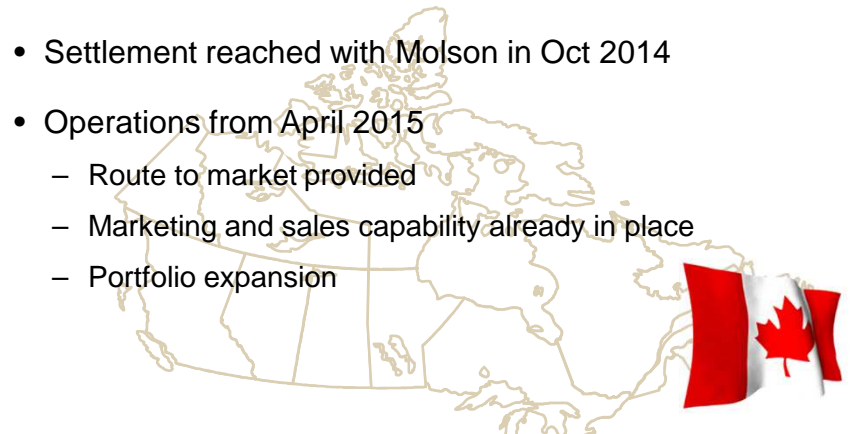 • Settlement reached with Molson in Oct 2014
• Operations from April 2015
– Route to market provided
– Marketing and sales capability already in place
– Portfolio expansion